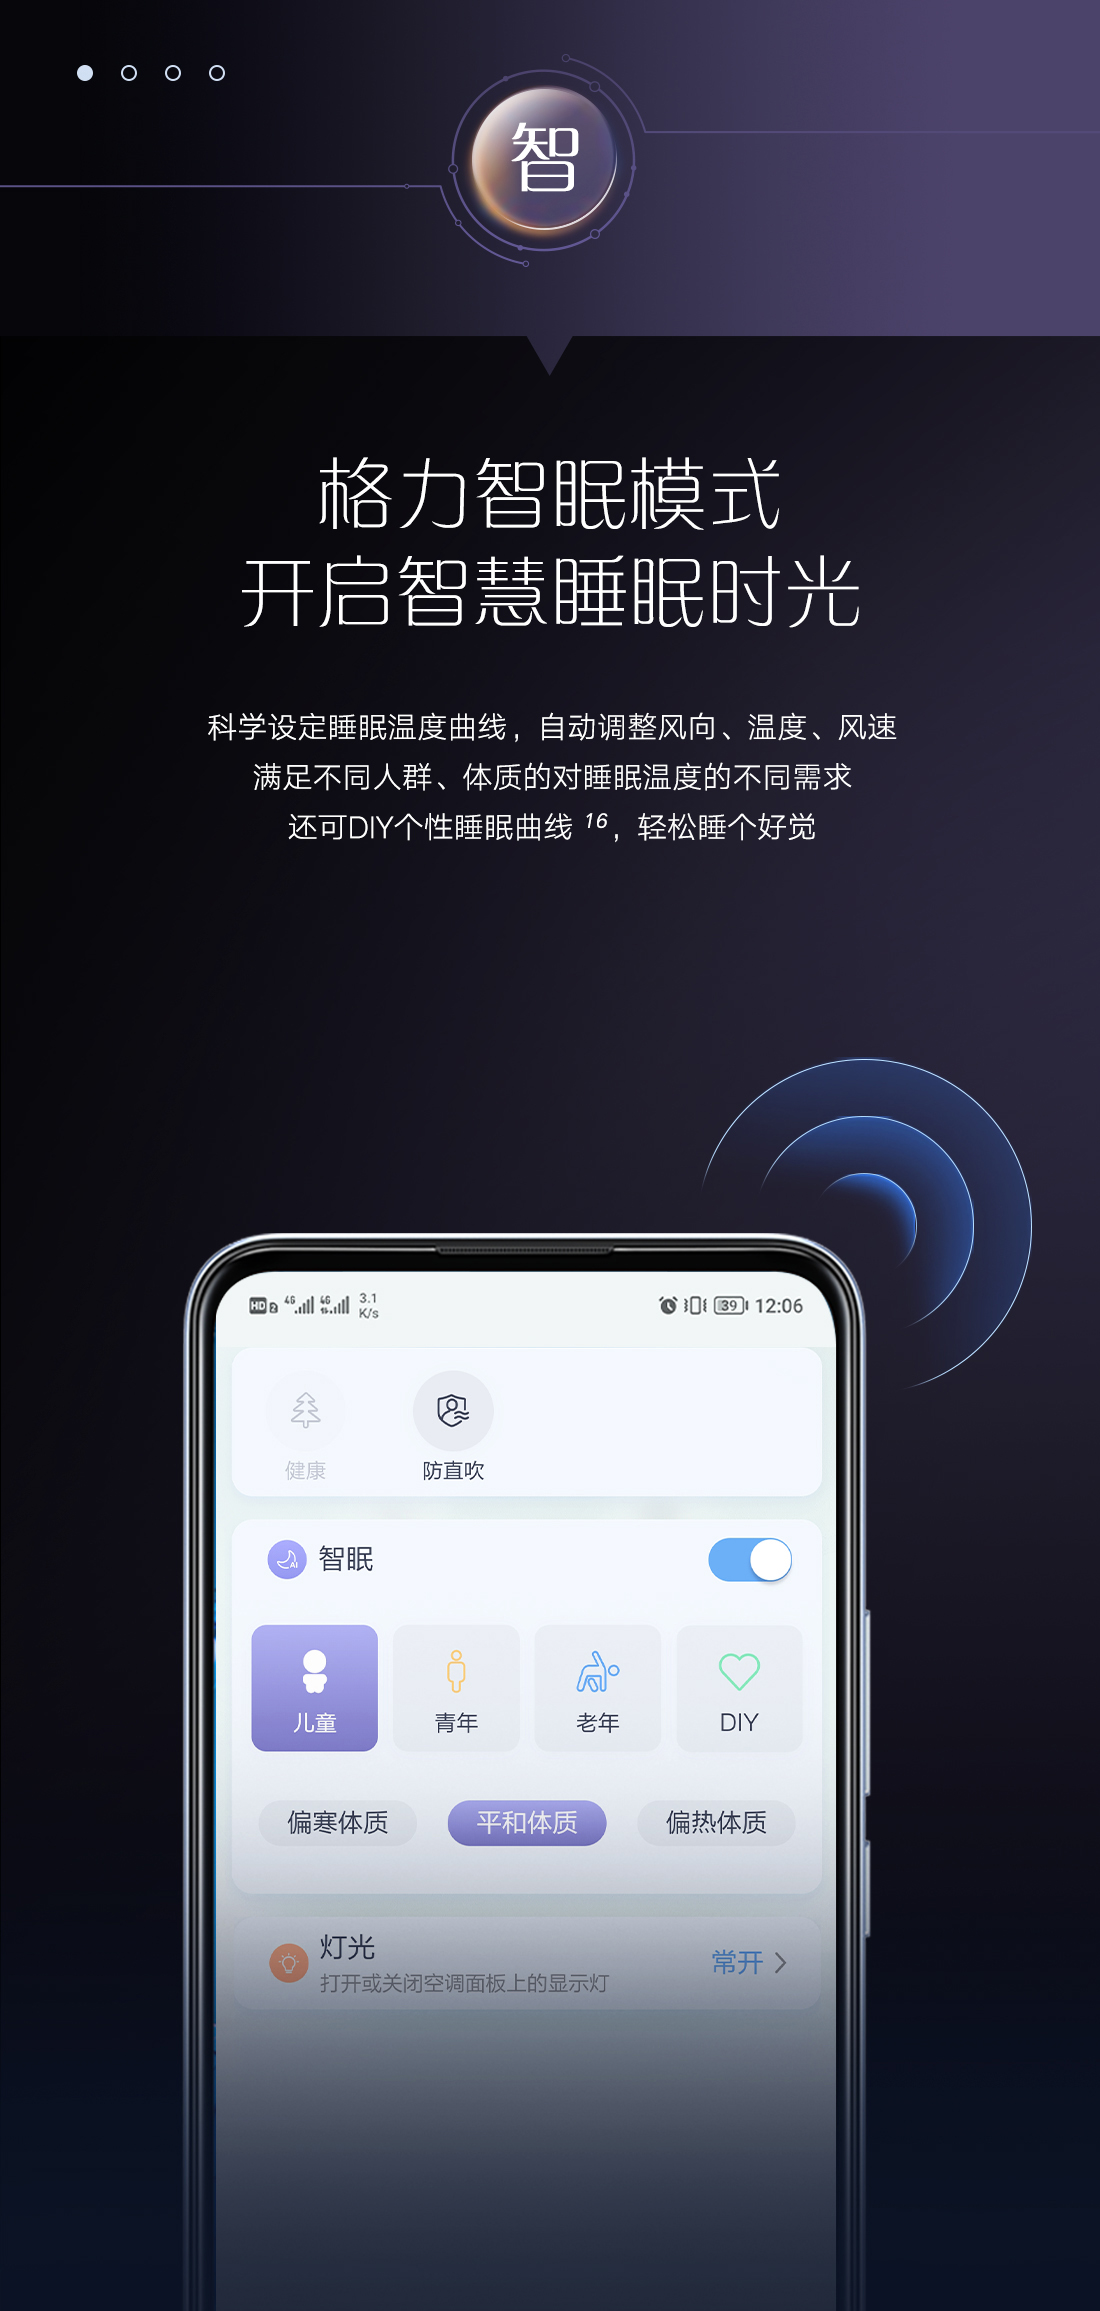 智
格力智眠模式
开启智慧睡眠时光
科学设定睡眠温度曲线，自动调整风向、温度、风速
满足不同人群、体质的对睡眠温度的不同需求
还可DIY个性睡眠曲线 16，轻松睡个好觉
HD 2 4G 4G 3.1 K/s 39 12:06
健康 防直吹
AI 智眠
儿童 青年 老年 DIY
偏寒体质 平和体质 偏热体质
灯光
打开或关闭空调面板上的显示灯
常开